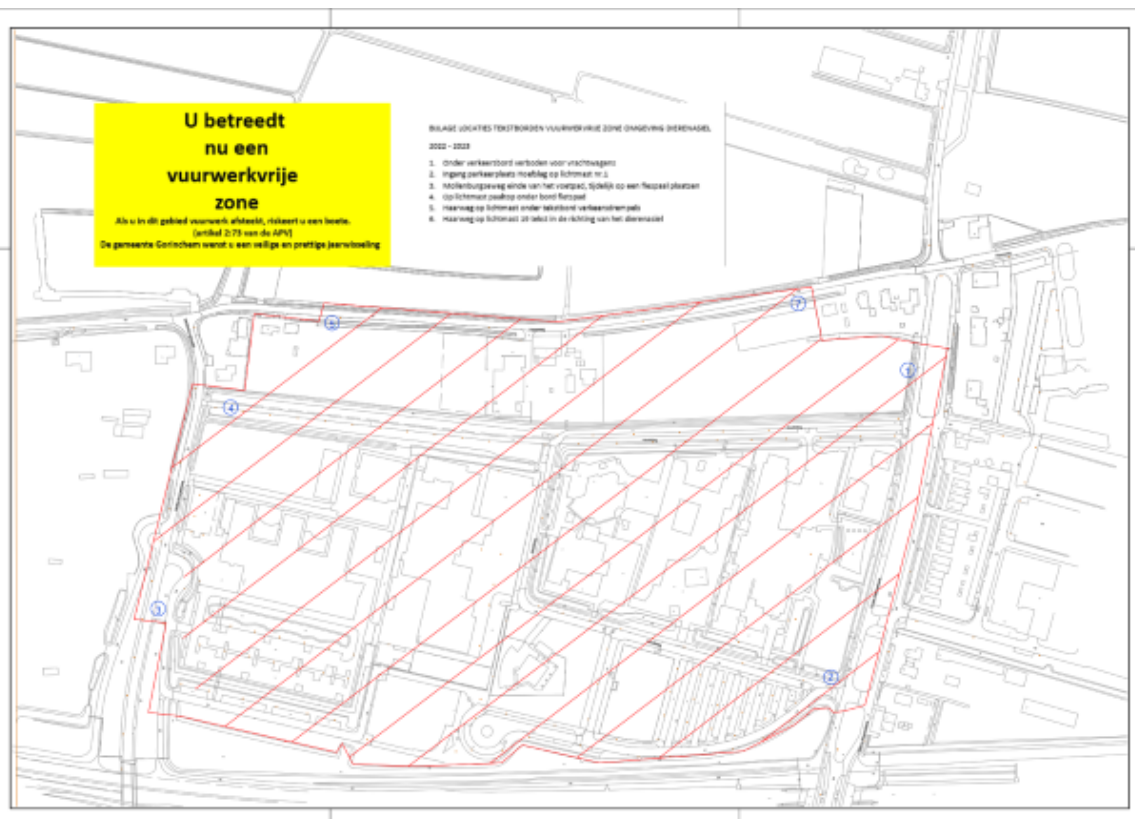 U betreedt
nu een
vuurwerkvrije
zone
Als u in dit gebied vuurwerk afsteekt, riskeert u een boete.
(artikel 2:73 van de APV)
De gemeente Gorinchem wenst u een veilige en prettige jaarwisseling
BIJLAGE LOCATIES TEKSTBORDEN VUURWERVRIJE ZONE OMGEVING DIERENASIEL
2022 - 2023
1. Onder verkeersbord verboden voor vrachtwagens
2. Ingang parkeerplaats Hoefslag op lichtmast nr.1
3. Mollenburgseweg einde van het voetpad, tijdelijk op een flespaal plaatsen
4. Op lichtmast paaltop onder bord fietspad
5. Haarweg op lichtmast onder tekstbord verkeersdrempels
6. Haarweg op lichtmast 19 tekst in de richting van het dierenasiel
7
1
4
3
2